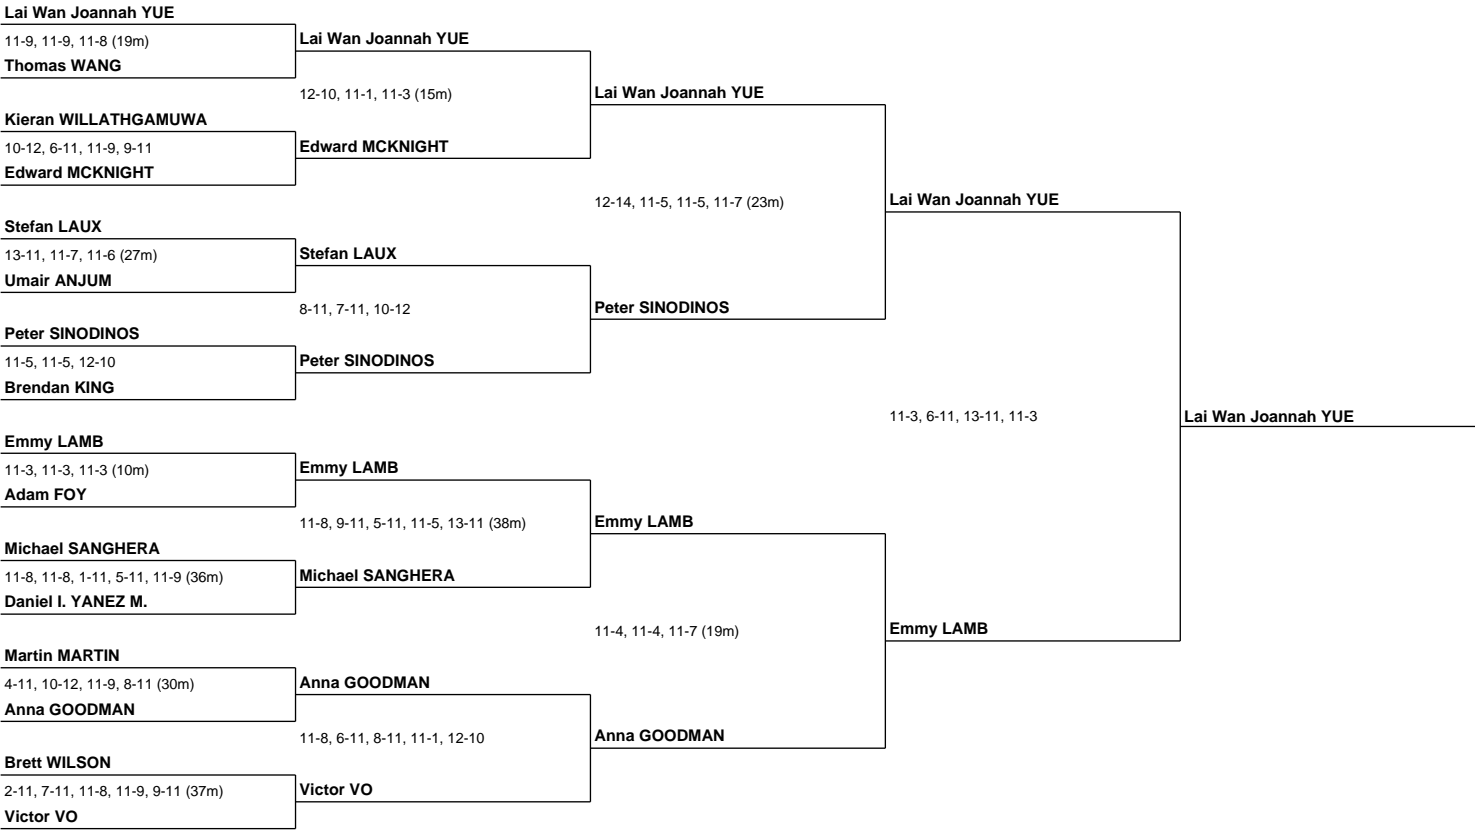 Lai Wan Joannah YUE
11-9, 11-9, 11-8 (19m)
Thomas WANG
Kieran WILLATHGAMUWA
10-12, 6-11, 11-9, 9-11
Edward MCKNIGHT
Stefan LAUX
13-11, 11-7, 11-6 (27m)
Umair ANJUM
Peter SINODINOS
11-5, 11-5, 12-10
Brendan KING
Emmy LAMB
11-3, 11-3, 11-3 (10m)
Adam FOY
Michael SANGHERA
11-8, 11-8, 1-11, 5-11, 11-9 (36m)
Daniel I. YANEZ M.
Martin MARTIN
4-11, 10-12, 11-9, 8-11 (30m)
Anna GOODMAN
Brett WILSON
2-11, 7-11, 11-8, 11-9, 9-11 (37m)
Victor VO
Lai Wan Joannah YUE
12-10, 11-1, 11-3 (15m)
Edward MCKNIGHT
Stefan LAUX
8-11, 7-11, 10-12
Peter SINODINOS
Emmy LAMB
11-8, 9-11, 5-11, 11-5, 13-11 (38m)
Michael SANGHERA
Anna GOODMAN
11-8, 6-11, 8-11, 11-1, 12-10
Victor VO
Lai Wan Joannah YUE
12-14, 11-5, 11-5, 11-7 (23m)
Peter SINODINOS
Emmy LAMB
11-4, 11-4, 11-7 (19m)
Anna GOODMAN
Lai Wan Joannah YUE
11-3, 6-11, 13-11, 11-3
Emmy LAMB
Lai Wan Joannah YUE